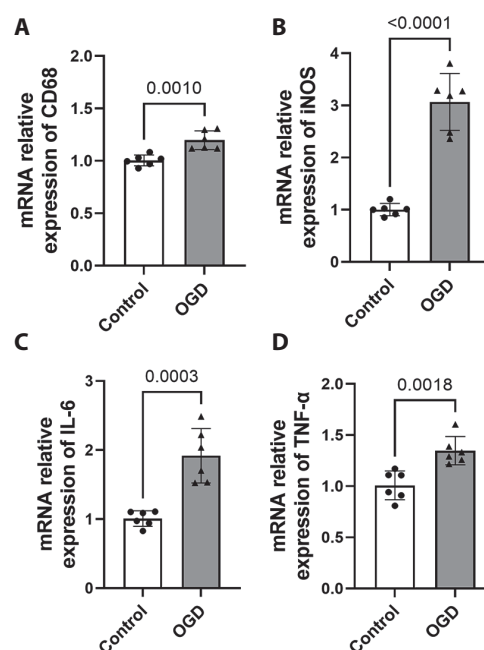 A
mRNA relative
expression of CD68
2.0
1.5
1.0
0.5
0.0
0.0010
Control
OGD
B
mRNA relative
expression of iNOS
4
3
2
1
0
<0.0001
Control
OGD
C
mRNA relative
expression of IL-6
3
2
1
0
0.0003
Control
OGD
D
mRNA relative
expression of TNF-α
2.0
1.5
1.0
0.5
0.0
0.0018
Control
OGD